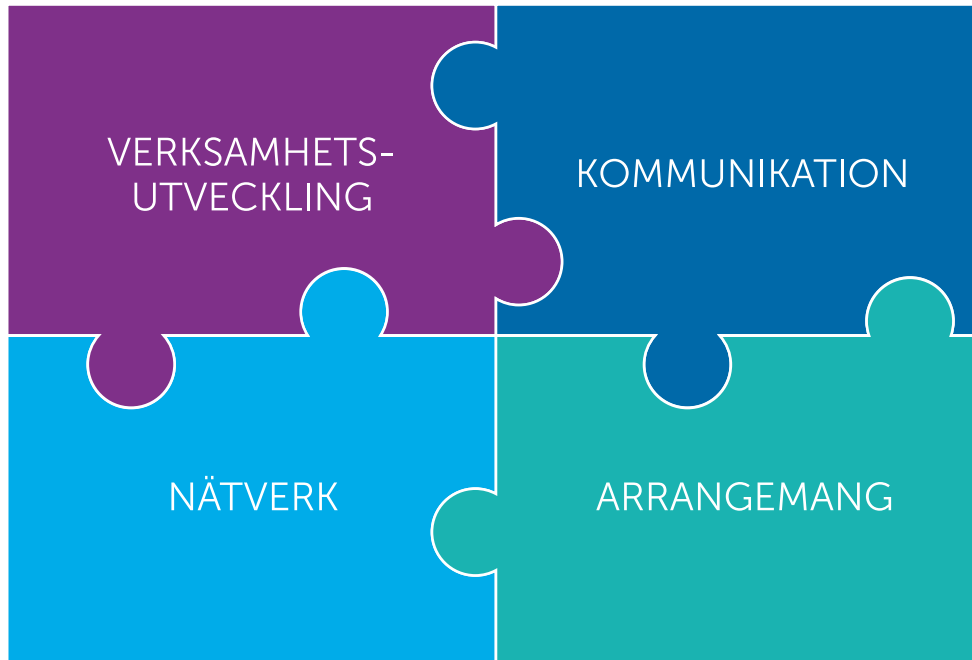 VERKSAMHETS-
UTVECKLING
KOMMUNIKATION
NÄTVERK
ARRANGEMANG